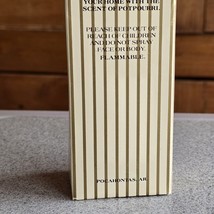 YOUR HOME WITH THE
SCENT OF POTPOURRI.
PLEASE KEEP OUT OF
REACH OF CHILDREN
AND DO NOT SPRAY
FACE OR BODY.
FLAMMABLE.
POCAHONTAS, AR